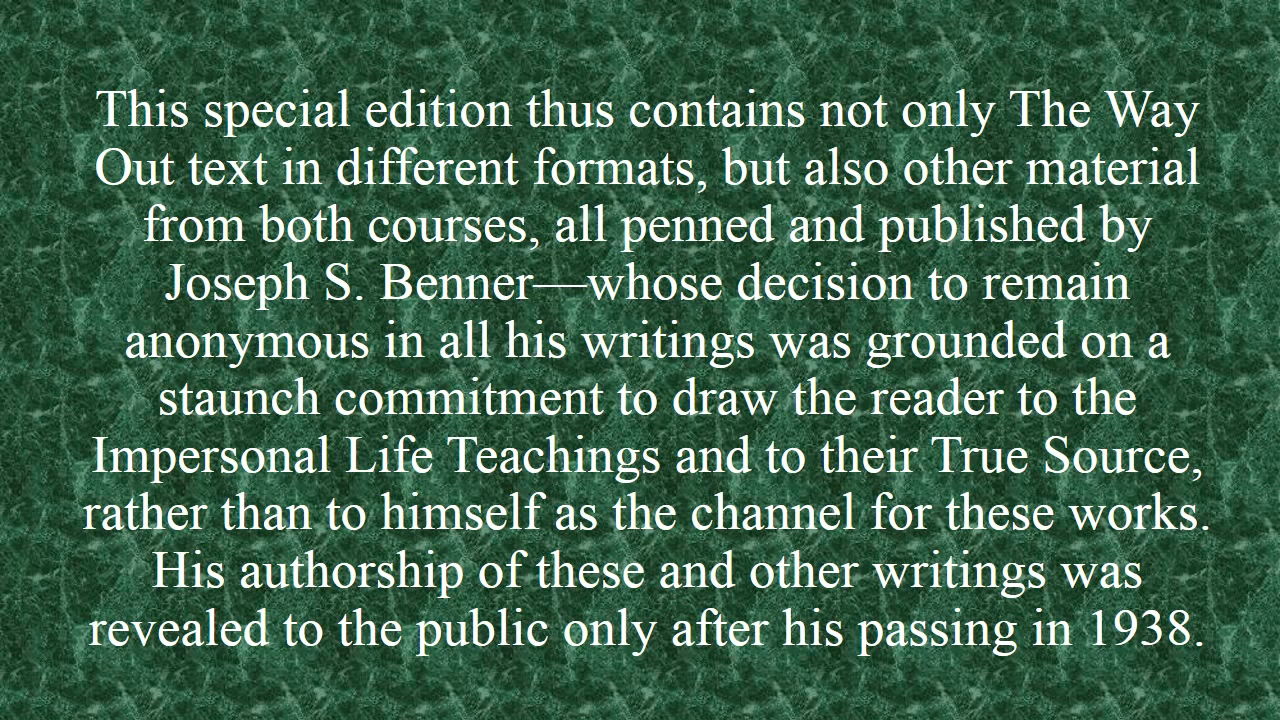 This special edition thus contains not only The Way
Out text in different formats, but also other material
from both courses, all penned and published by
Joseph S. Benner—whose decision to remain
anonymous in all his writings was grounded on a
staunch commitment to draw the reader to the
Impersonal Life Teachings and to their True Source,
rather than to himself as the channel for these works.
His authorship of these and other writings was
revealed to the public only after his passing in 1938.